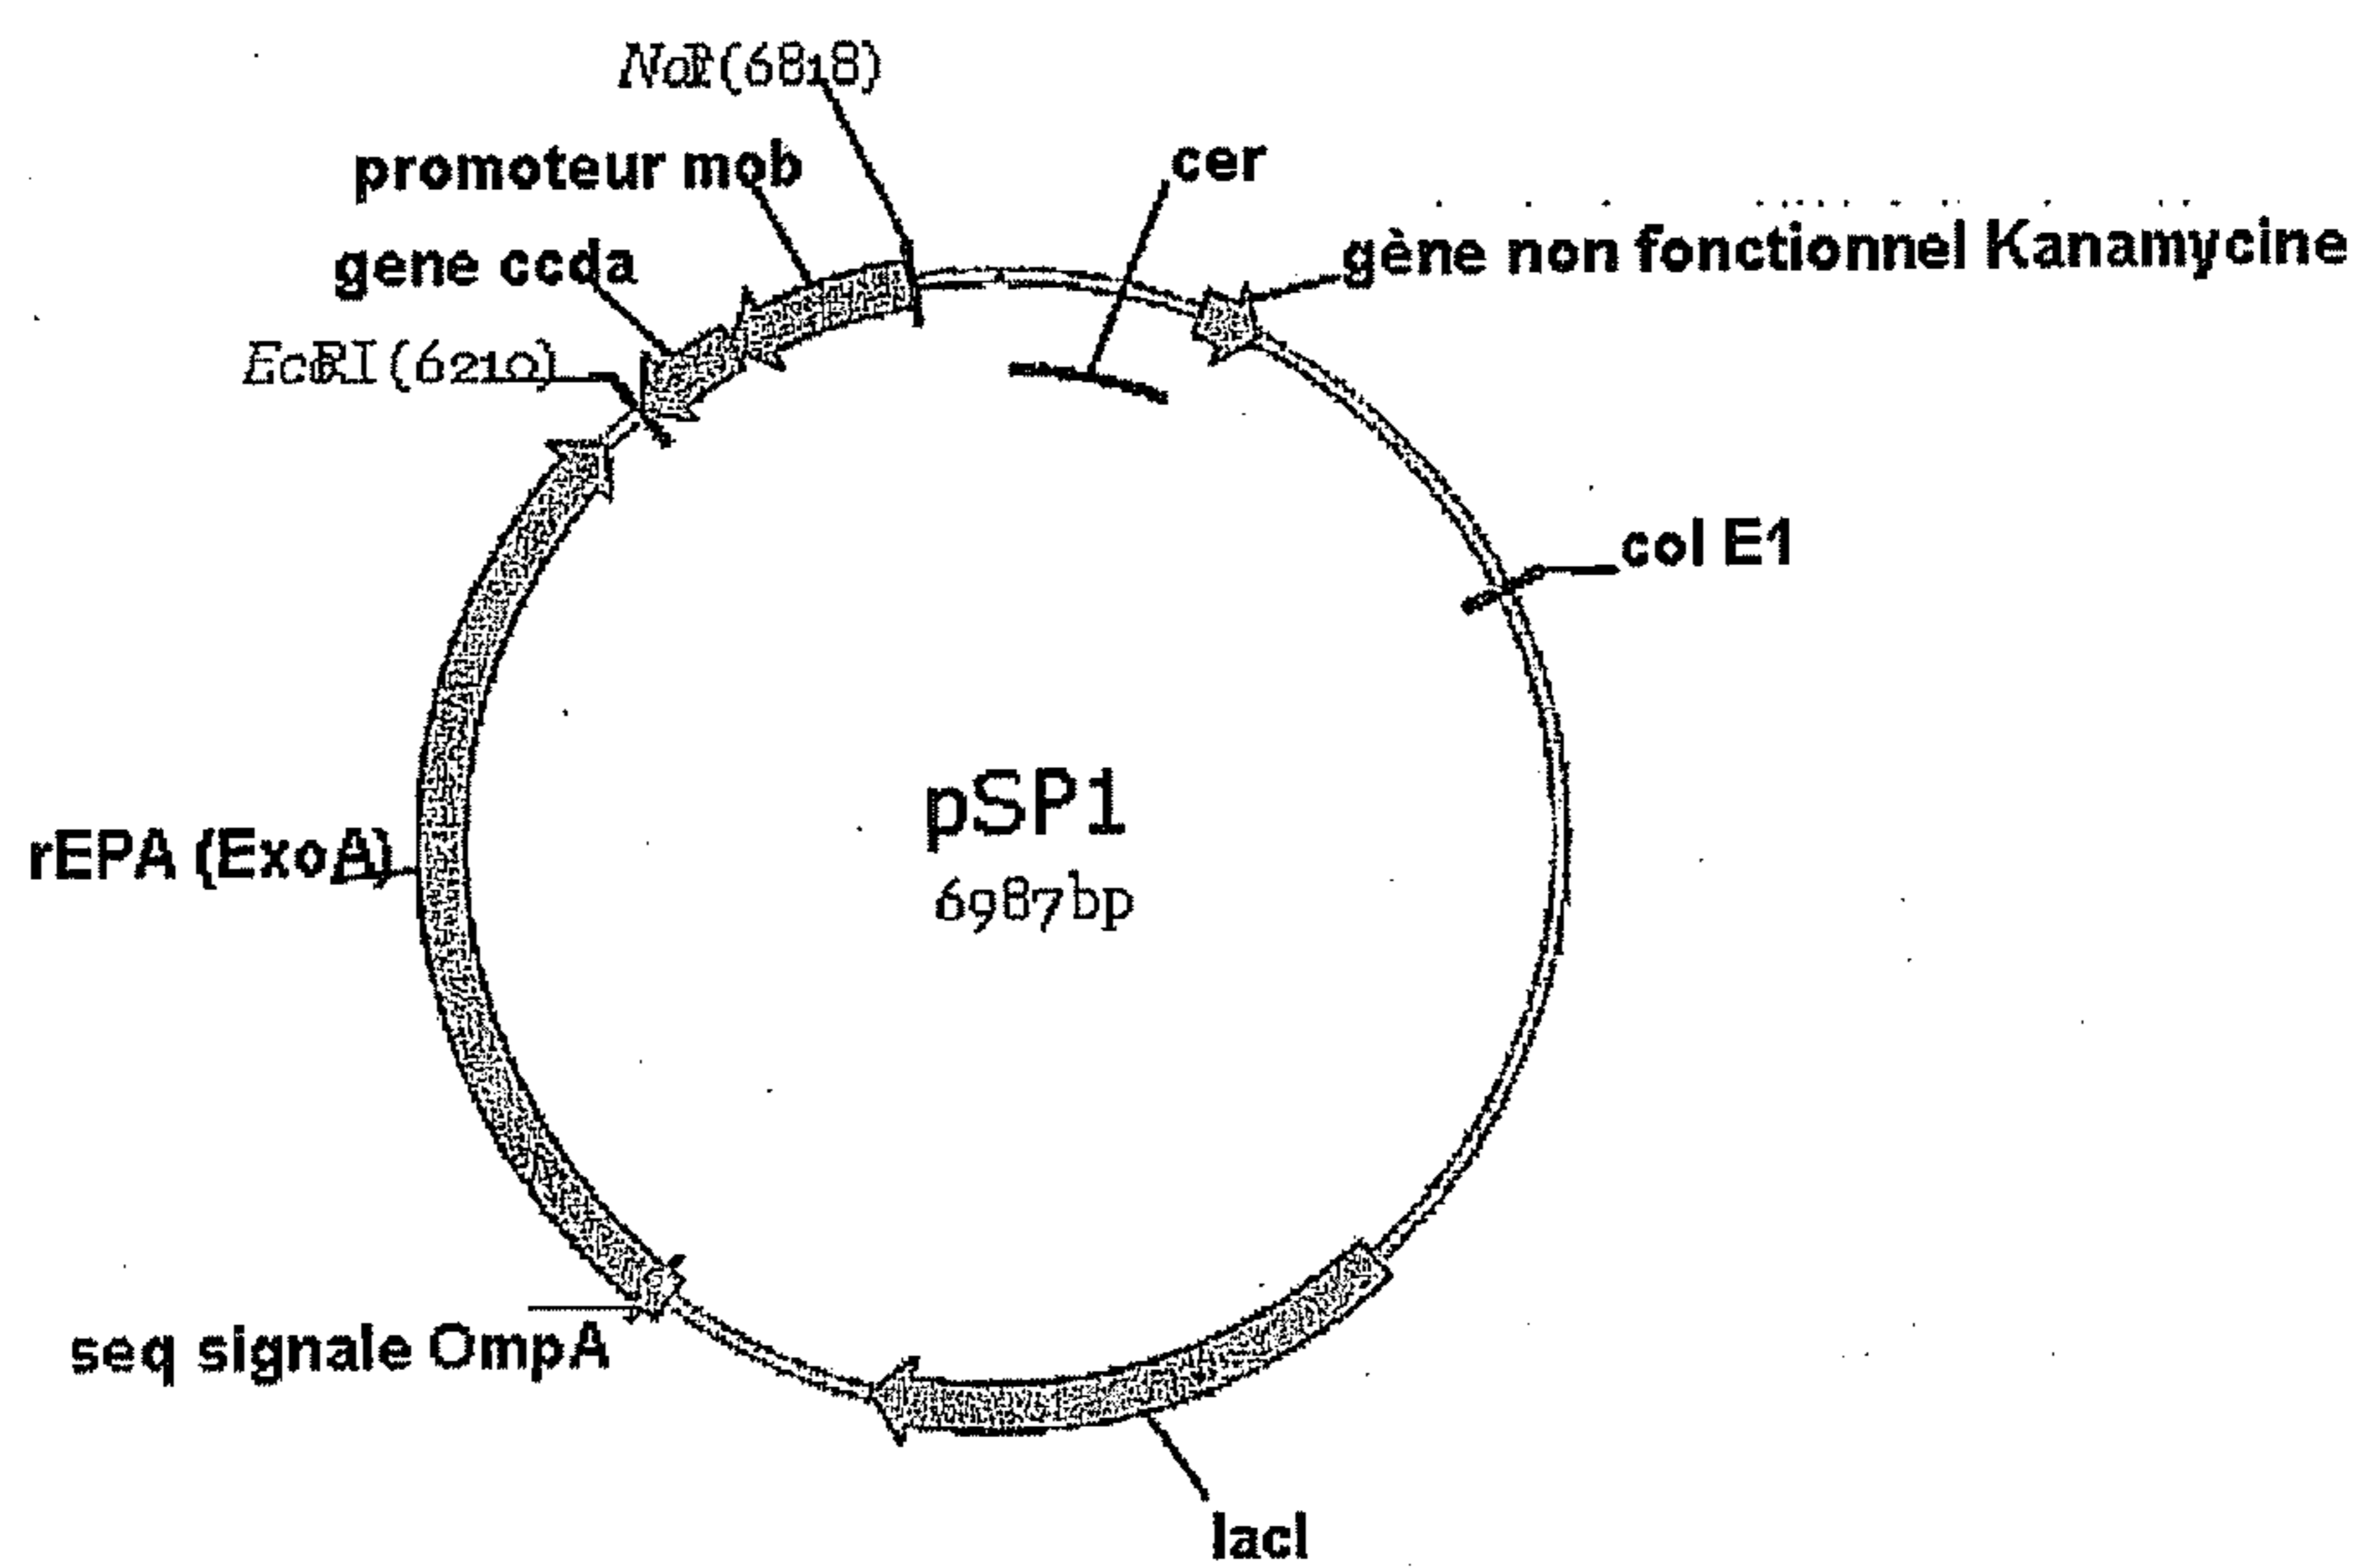 NotI(6818)
promoteur mob
cer
gene ccda
gène non fonctionnel Kanamycine
EcoRI(6210)
col E1
pSP1
6987bp
rEPA (ExoA)
seq signale OmpA
lacI